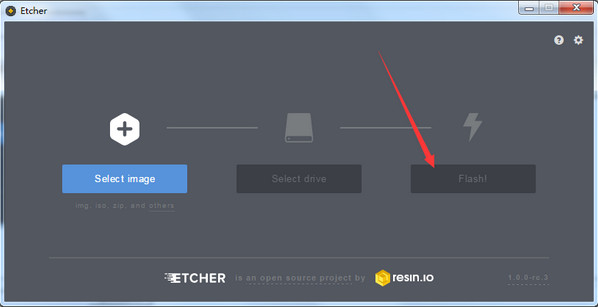 Etcher
Select image
Select drive
Flash!
img, iso, zip, and others
ETCHER is an open source project by resin.io
1.0.0-rc.3